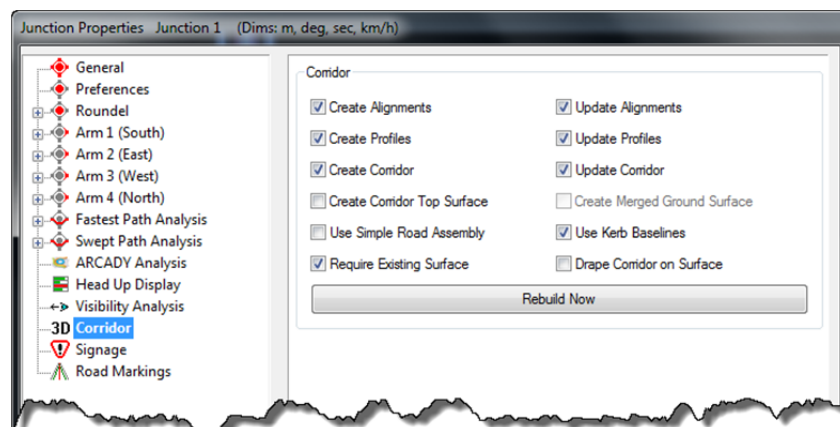 Junction Properties Junction 1 (Dims: m, deg, sec, km/h)
General
Preferences
Roundel
Arm 1 (South)
Arm 2 (East)
Arm 3 (West)
Arm 4 (North)
Fastest Path Analysis
Swept Path Analysis
ARCADY Analysis
Head Up Display
Visibility Analysis
3D Corridor
Signage
Road Markings
Corridor
Create Alignments Update Alignments
Create Profiles Update Profiles
Create Corridor Update Corridor
Create Corridor Top Surface Create Merged Ground Surface
Use Simple Road Assembly Use Kerb Baselines
Require Existing Surface Drape Corridor on Surface
Rebuild Now